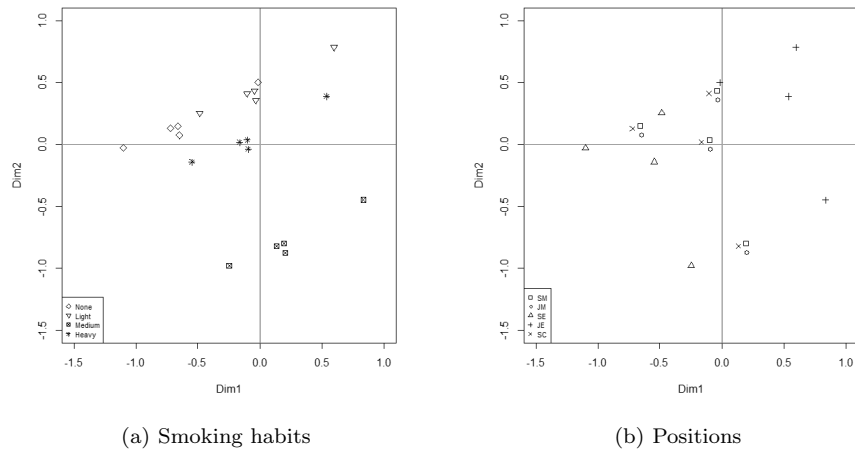 1.0
0.5
0.0
-0.5
-1.0
-1.5
Dim2
None
Light
Medium
Heavy
-1.5 -1.0 -0.5 0.0 0.5 1.0
Dim1
(a) Smoking habits
1.0
0.5
0.0
-0.5
-1.0
-1.5
Dim2
SM
JM
SE
JE
SC
-1.5 -1.0 -0.5 0.0 0.5 1.0
Dim1
(b) Positions